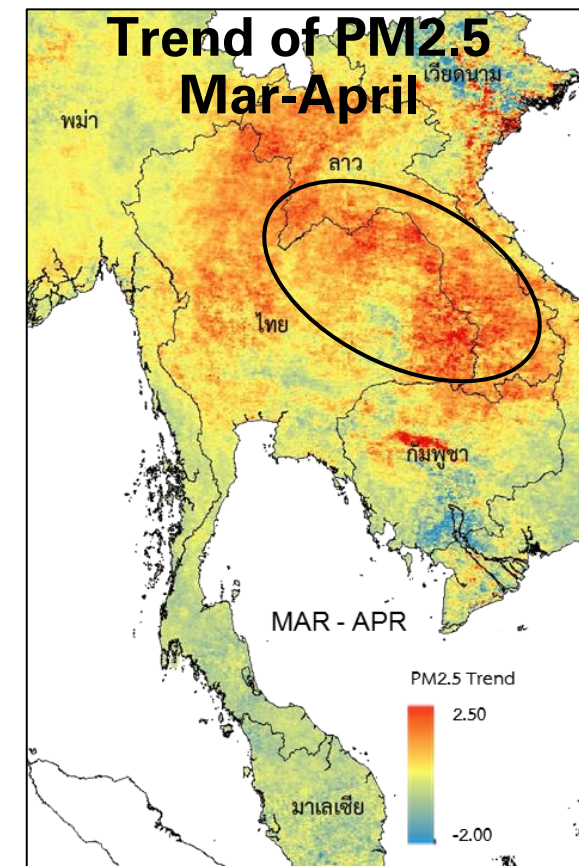 Trend of PM2.5
Mar-April
เวียดนาม
พม่า
ลาว
ไทย
กัมพูชา
MAR - APR
PM2.5 Trend
2.50
-2.00
มาเลเซีย